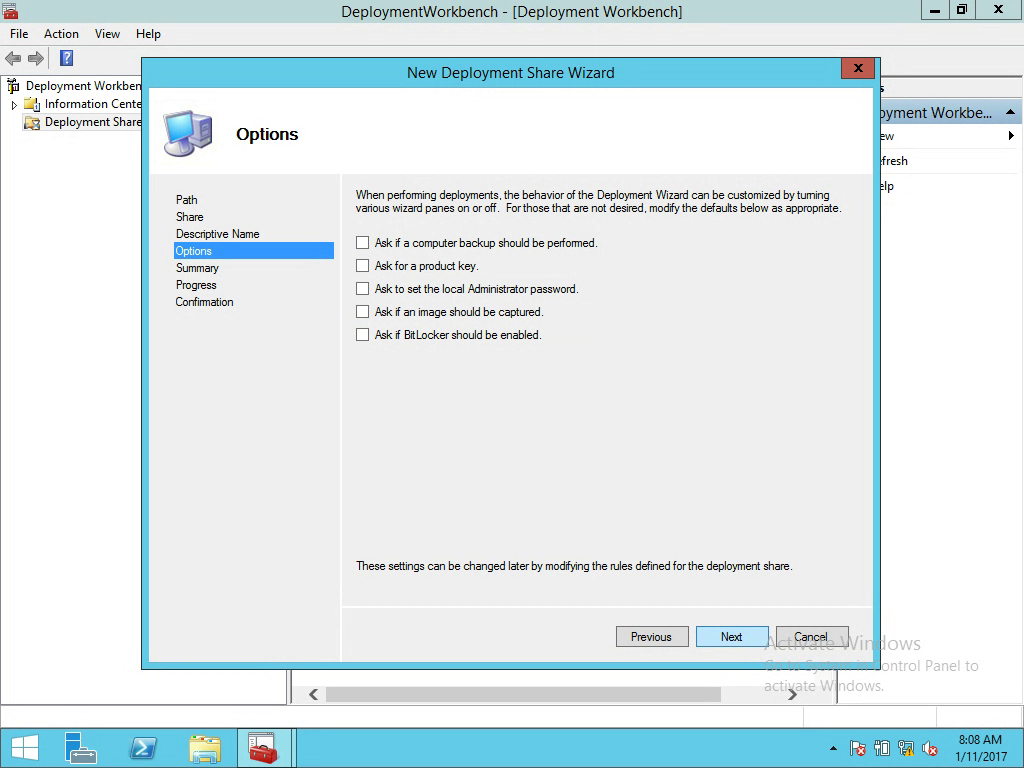 DeploymentWorkbench - [Deployment Workbench]
File Action View Help
Deployment Workben
Information Cente
Deployment Share
New Deployment Share Wizard
Options
Path
Share
Descriptive Name
Options
Summary
Progress
Confirmation
When performing deployments, the behavior of the Deployment Wizard can be customized by turning
various wizard panes on or off. For those that are not desired, modify the defaults below as appropriate.
Ask if a computer backup should be performed.
Ask for a product key.
Ask to set the local Administrator password.
Ask if an image should be captured.
Ask if BitLocker should be enabled.
These settings can be changed later by modifying the rules defined for the deployment share.
Previous Next Cancel
s
oyment Workbe...
ew
efresh
elp
Activate Windows
Go to System in Control Panel to
activate Windows.
8:08 AM
1/11/2017